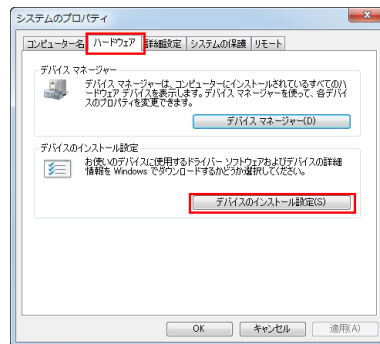 システムのプロパティ
コンピューター名 ハードウェア 詳細設定 システムの保護 リモート
デバイス マネージャー
デバイス マネージャーは、コンピューターにインストールされているすべてのハ
ードウェア デバイスを表示します。デバイス マネージャーを使って、各デバイ
スのプロパティを変更できます。
デバイス マネージャー(D)
デバイスのインストール設定
お使いのデバイスに使用するドライバー ソフトウェアおよびデバイスの詳細
情報を Windows でダウンロードするかどうか選択してください。
デバイスのインストール設定(S)
OK キャンセル 適用(A)